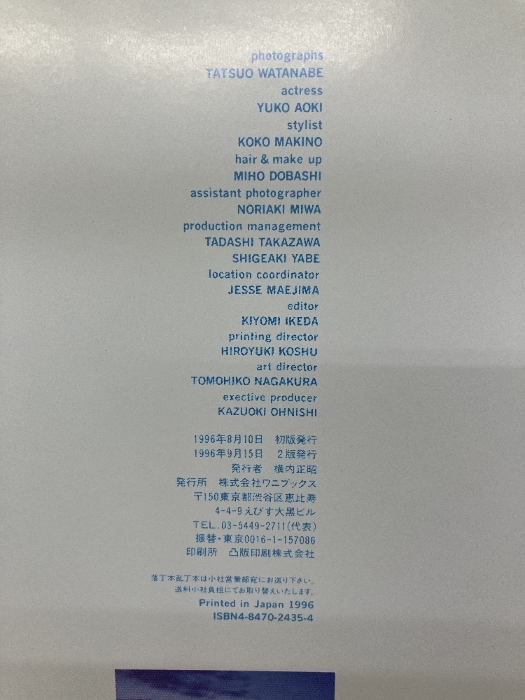 photographs
TATSUO WATANABE
actress
YUKO AOKI
stylist
KOKO MAKINO
hair & make up
MIHO DOBASHI
assistant photographer
NORIAKI MIWA
production management
TADASHI TAKAZAWA
SHIGEAKI YABE
location coordinator
JESSE MAEJIMA
editor
KIYOMI IKEDA
printing director
HIROYUKI KOSHU
art director
TOMOHIKO NAGAKURA
exective producer
KAZUOKI OHNISHI
1996年8月10日 初版発行
1996年9月15日 2版発行
発行者 横内正昭
発行所 株式会社ワニブックス
〒150東京都渋谷区恵比寿
4-4-9えびす大黒ビル
TEL.03-5449-2711(代表)
振替・東京0016-1-157086
印刷所 凸版印刷株式会社
落丁本乱丁本は小社営業部宛にお送り下さい。
送料小社負担にてお取り替えいたします。
Printed in Japan 1996
ISBN4-8470-2435-4